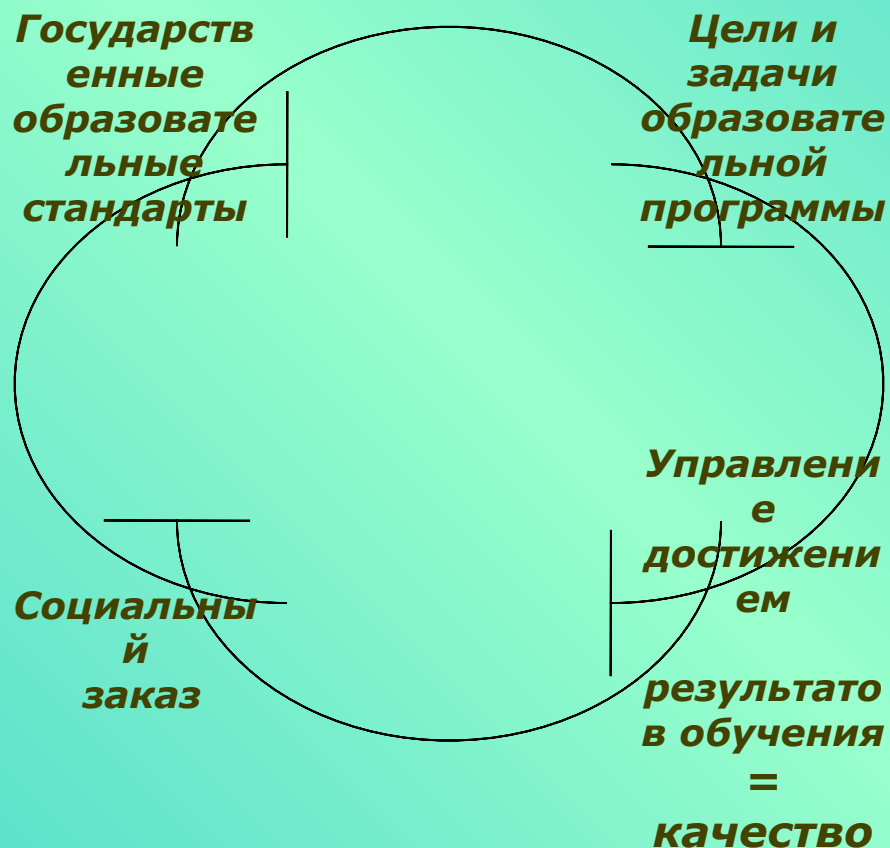 Государств
енные
образовате
льные
стандарты
Цели и
задачи
образовате
льной
программы
Социальны
й
заказ
Управлени
е
достижени
ем
результато
в обучения
=
качество